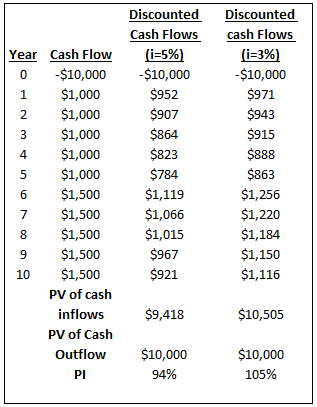 Discounted Discounted
Cash Flows cash Flows
Year Cash Flow (i=5%) (i=3%)
0 -$10,000 -$10,000 -$10,000
1 $1,000 $952 $971
2 $1,000 $907 $943
3 $1,000 $864 $915
4 $1,000 $823 $888
5 $1,000 $784 $863
6 $1,500 $1,119 $1,256
7 $1,500 $1,066 $1,220
8 $1,500 $1,015 $1,184
9 $1,500 $967 $1,150
10 $1,500 $921 $1,116
PV of cash
inflows $9,418 $10,505
PV of Cash
Outflow $10,000 $10,000
PI 94% 105%